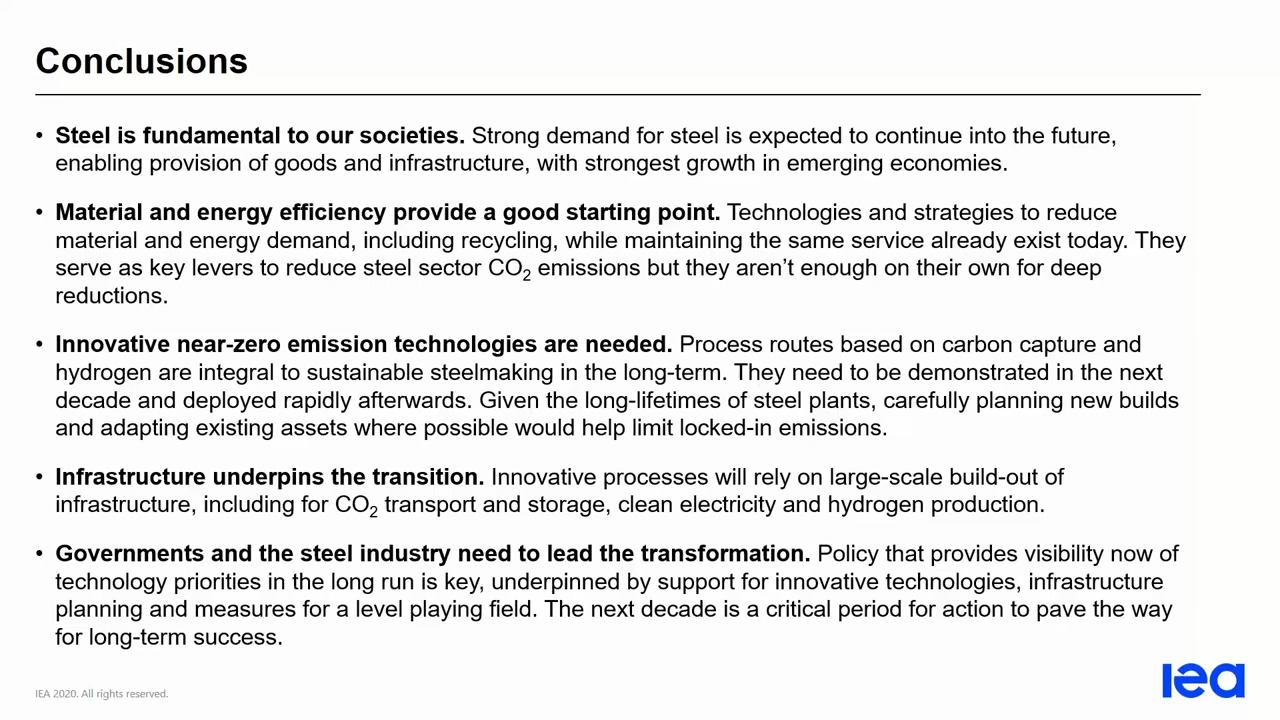 Conclusions
• Steel is fundamental to our societies. Strong demand for steel is expected to continue into the future,
enabling provision of goods and infrastructure, with strongest growth in emerging economies.
• Material and energy efficiency provide a good starting point. Technologies and strategies to reduce
material and energy demand, including recycling, while maintaining the same service already exist today. They
serve as key levers to reduce steel sector CO₂ emissions but they aren’t enough on their own for deep
reductions.
• Innovative near-zero emission technologies are needed. Process routes based on carbon capture and
hydrogen are integral to sustainable steelmaking in the long-term. They need to be demonstrated in the next
decade and deployed rapidly afterwards. Given the long-lifetimes of steel plants, carefully planning new builds
and adapting existing assets where possible would help limit locked-in emissions.
• Infrastructure underpins the transition. Innovative processes will rely on large-scale build-out of
infrastructure, including for CO₂ transport and storage, clean electricity and hydrogen production.
• Governments and the steel industry need to lead the transformation. Policy that provides visibility now of
technology priorities in the long run is key, underpinned by support for innovative technologies, infrastructure
planning and measures for a level playing field. The next decade is a critical period for action to pave the way
for long-term success.
IEA 2020. All rights reserved.
iea